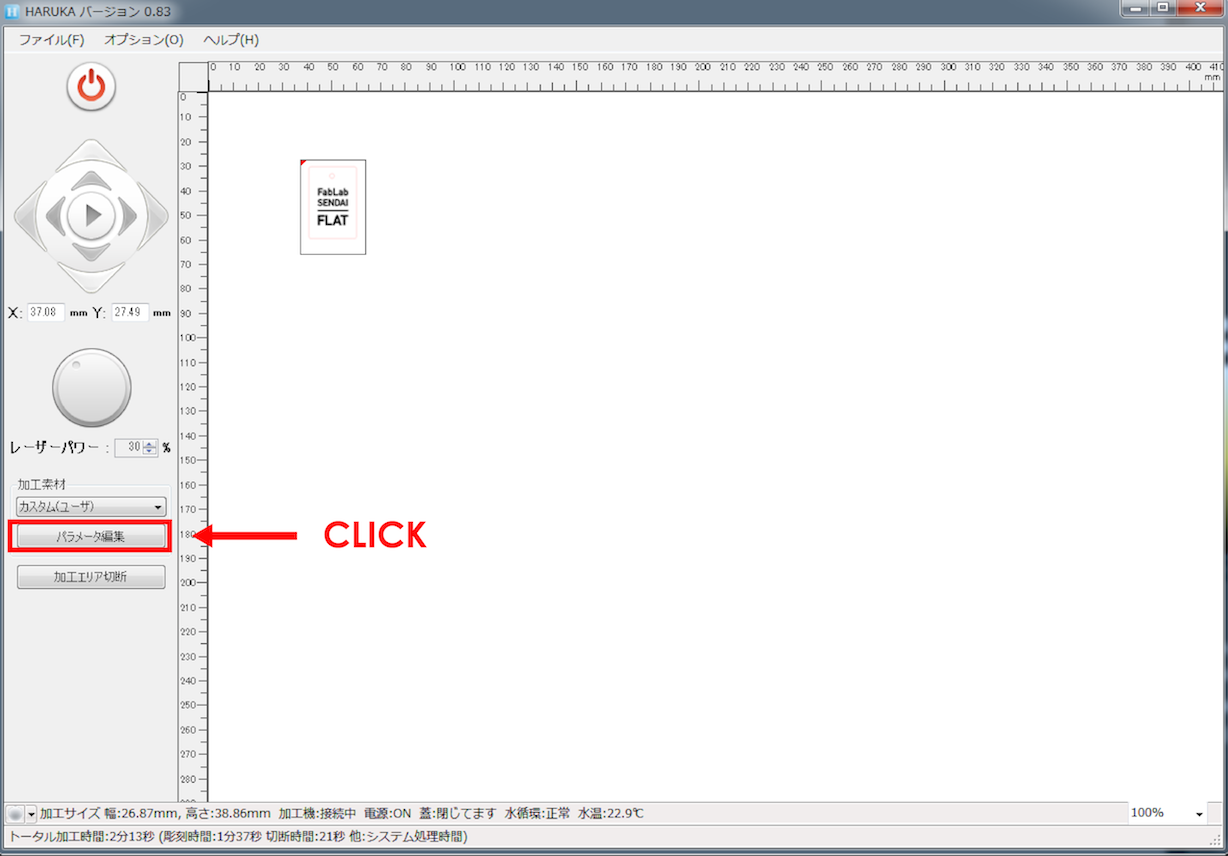 HARUKA バージョン 0.83
ファイル(F) オプション(O) ヘルプ(H)
0 10 20 30 40 50 60 70 80 90 100 110 120 130 140 150 160 170 180 190 200 210 220 230 240 250 260 270 280 290 300 310 320 330 340 350 360 370 380 390 400 410
mm
0
10
20
30
40
50
60
70
80
90
100
110
120
130
140
150
160
170
180
190
200
210
220
230
240
250
260
270
280
FabLab
SENDAI
FLAT
X: 37.08 mm Y: 27.49 mm
レーザーパワー : 30 %
加工素材
カスタム(ユーザ)
パラメータ編集
CLICK
加工エリア切断
加工サイズ 幅:26.87mm, 高さ:38.86mm 加工機:接続中 電源:ON 蓋:閉じてます 水循環:正常 水温:22.9℃
100%
トータル加工時間:2分13秒 (彫刻時間:1分37秒 切断時間:21秒 他:システム処理時間)